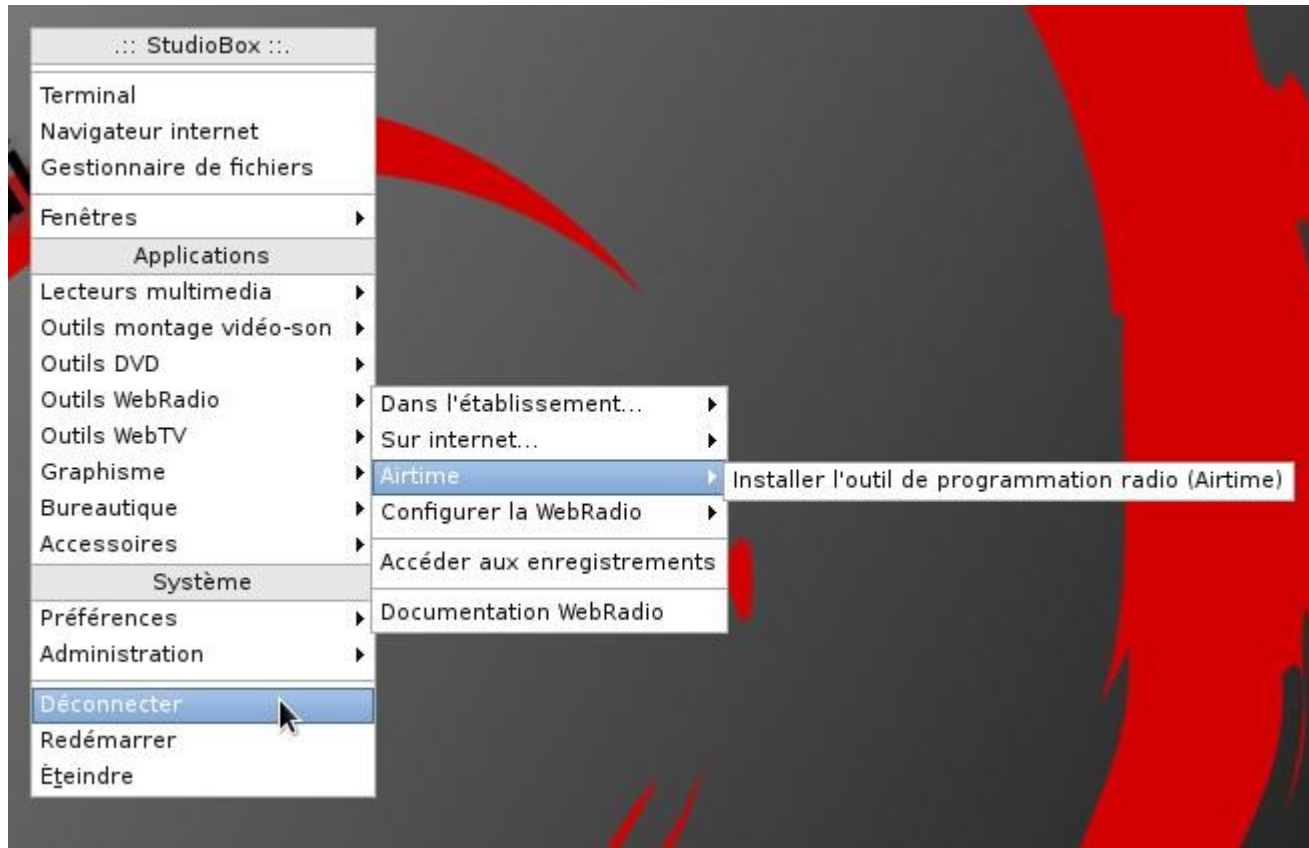 .:: StudioBox ::.
Terminal
Navigateur internet
Gestionnaire de fichiers
Fenêtres
Applications
Lecteurs multimedia
Outils montage vidéo-son
Outils DVD
Outils WebRadio
Outils WebTV
Graphisme
Bureautique
Accessoires
Système
Préférences
Administration
Déconnecter
Redémarrer
Éteindre
Dans l'établissement...
Sur internet...
Airtime
Configurer la WebRadio
Accéder aux enregistrements
Documentation WebRadio
Installer l'outil de programmation radio (Airtime)